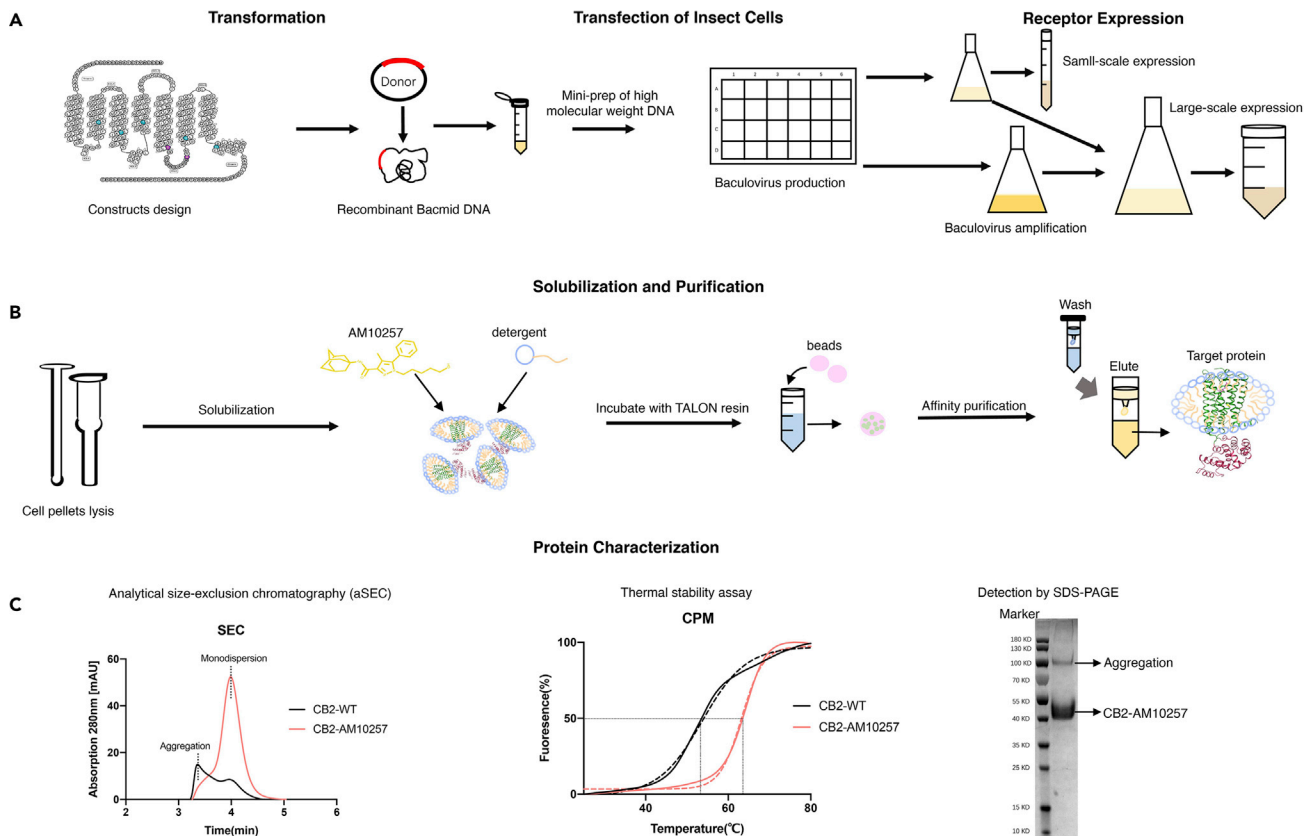 A
Transformation
Transfection of Insect Cells
Receptor Expression
Donor
Mini-prep of high
molecular weight DNA
1 2 3 4 5 6
A
B
C
D
Samll-scale expression
Large-scale expression
Constructs design
Recombinant Bacmid DNA
Baculovirus production
Baculovirus amplification
Solubilization and Purification
B
AM10257
detergent
beads
Wash
Elute
Target protein
Solubilization
Incubate with TALON resin
Affinity purification
Cell pellets lysis
Protein Characterization
C
Analytical size-exclusion chromatography (aSEC)
SEC
Monodispersion
Aggregation
Absorption 280nm [mAU]
60
40
20
0
2 3 4 5 6
Time(min)
CB2-WT
CB2-AM10257
Thermal stability assay
CPM
Fuoresence(%)
100
50
0
40 60 80
Temperature(℃)
CB2-WT
CB2-AM10257
Detection by SDS-PAGE
Marker
180 KD
130 KD
100 KD
70 KD
55 KD
40 KD
35 KD
25 KD
15 KD
10 KD
Aggregation
CB2-AM10257